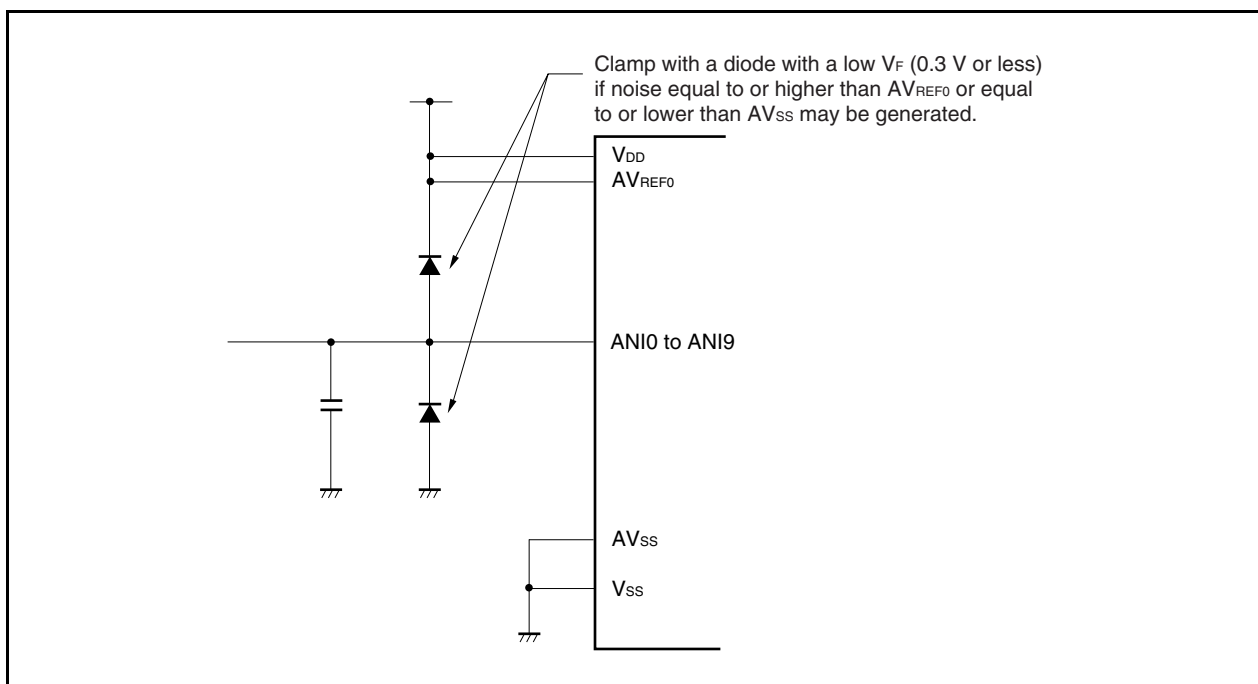 Clamp with a diode with a low VF (0.3 V or less)
if noise equal to or higher than AVREF0 or equal
to or lower than AVSS may be generated.
VDD
AVREF0
ANI0 to ANI9
AVSS
VSS